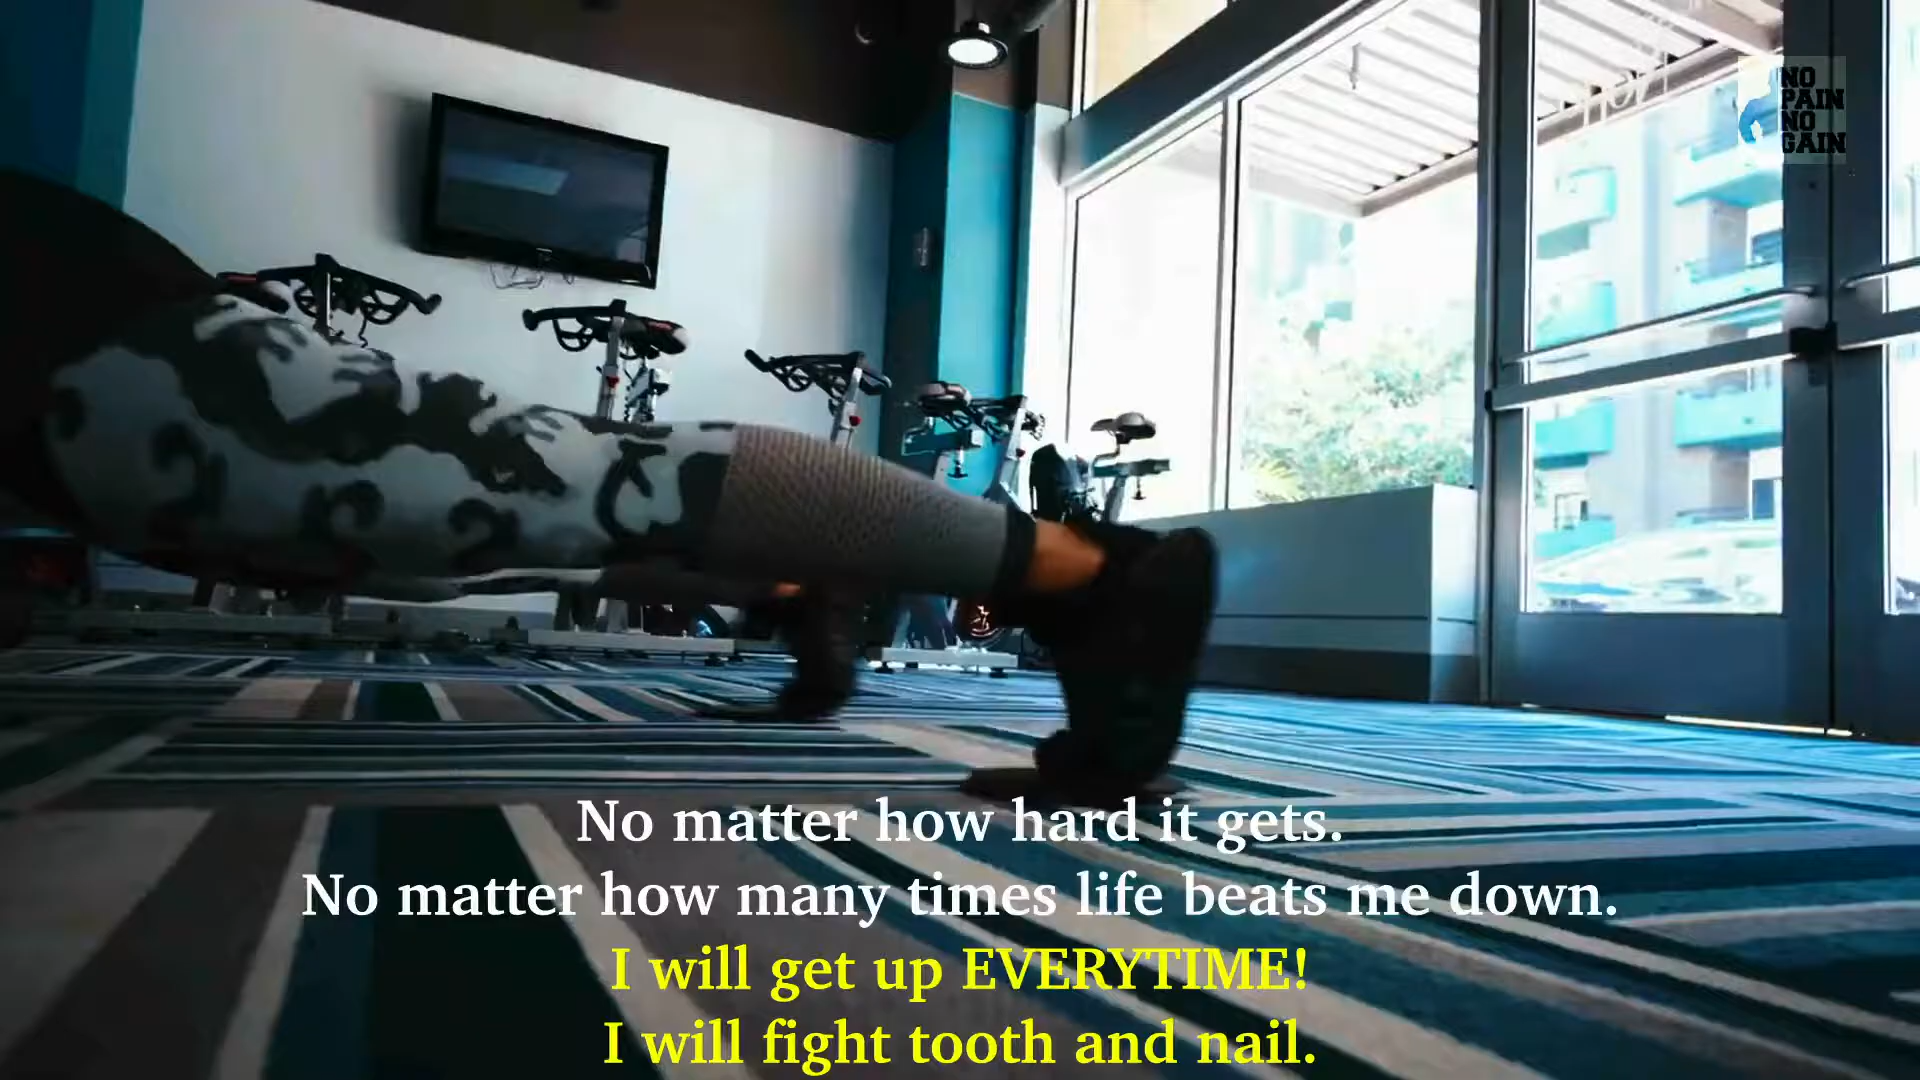 NO
PAIN
NO
GAIN
No matter how hard it gets.
No matter how many times life beats me down.
I will get up EVERYTIME!
I will fight tooth and nail.